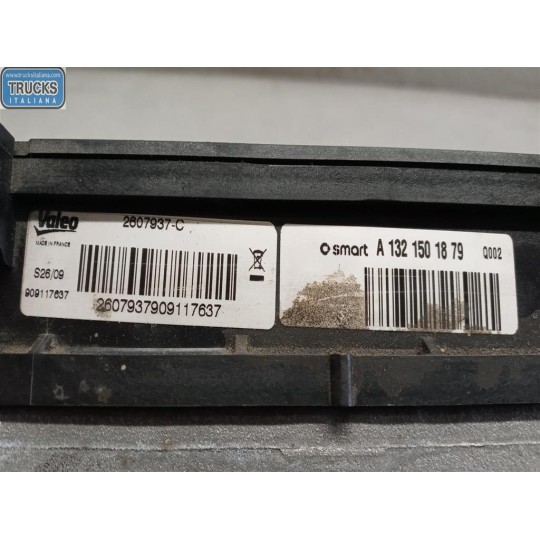 www.trucksitaliana.com
TRUCKS
ITALIANA
Valeo
MADE IN FRANCE
2607937-C
S26/09
909117637
2607937909117637
smart A 132 150 18 79 Q002